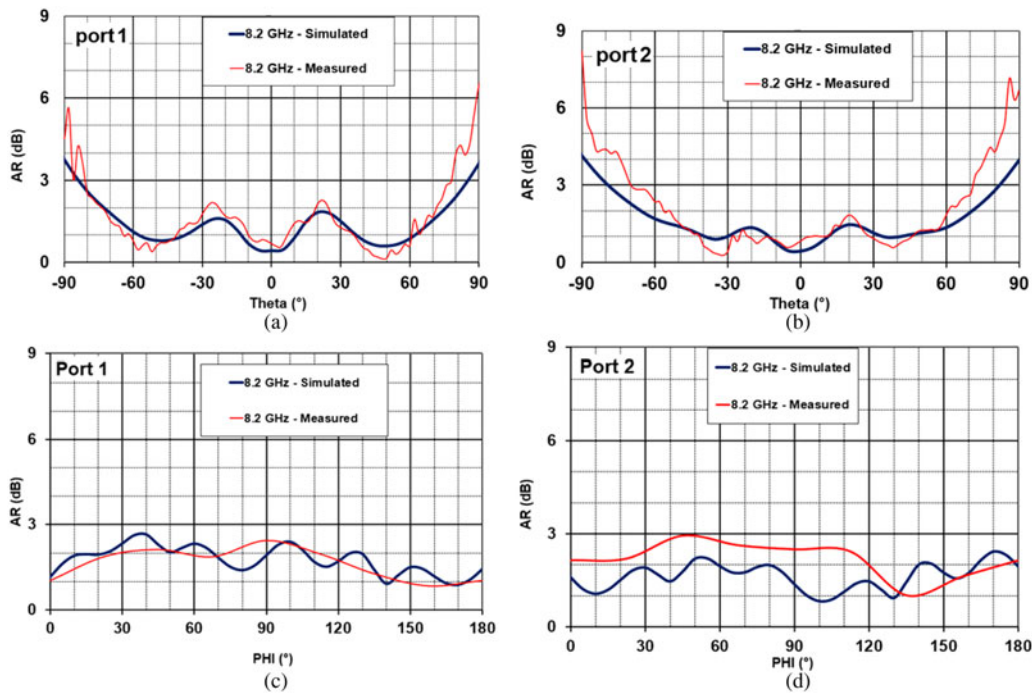 port 1
8.2 GHz - Simulated
8.2 GHz - Measured
AR (dB)
9
6
3
0
-90 -60 -30 0 30 60 90
Theta (°)
(a)
port 2
8.2 GHz - Simulated
8.2 GHz - Measured
AR (dB)
9
6
3
0
-90 -60 -30 0 30 60 90
Theta (°)
(b)
Port 1
8.2 GHz - Simulated
8.2 GHz - Measured
AR (dB)
9
6
3
0
0 30 60 90 120 150 180
PHI (°)
(c)
Port 2
8.2 GHz - Simulated
8.2 GHz - Measured
AR (dB)
9
6
3
0
0 30 60 90 120 150 180
PHI (°)
(d)